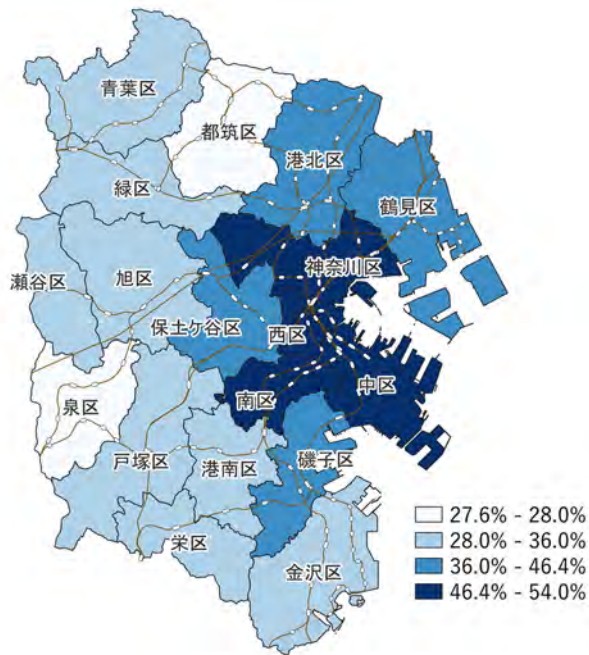 青葉区
都筑区
港北区
緑区
鶴見区
神奈川区
瀬谷区
旭区
保土ケ谷区
西区
中区
南区
泉区
戸塚区
港南区
磯子区
栄区
金沢区
27.6% - 28.0%
28.0% - 36.0%
36.0% - 46.4%
46.4% - 54.0%